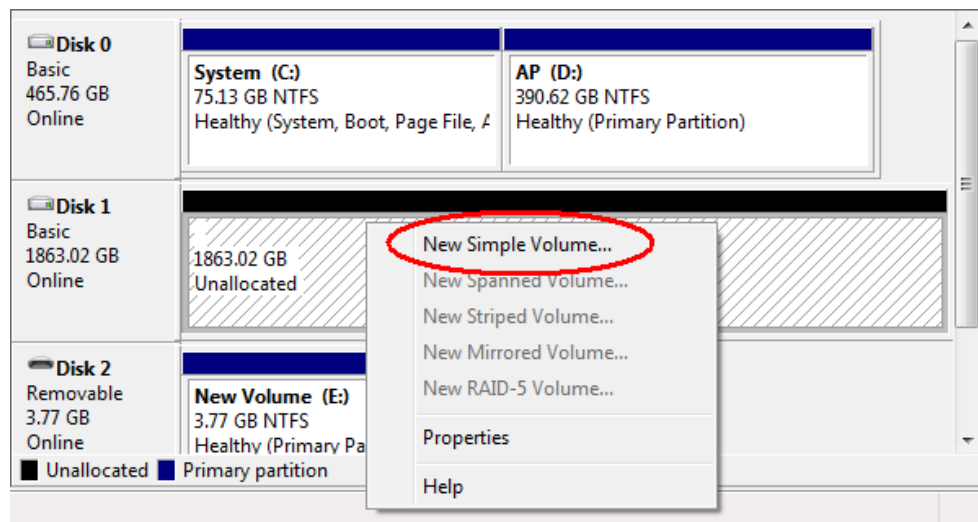 Disk 0
Basic
465.76 GB
Online
System (C:)
75.13 GB NTFS
Healthy (System, Boot, Page File, A
AP (D:)
390.62 GB NTFS
Healthy (Primary Partition)
Disk 1
Basic
1863.02 GB
Online
1863.02 GB
Unallocated
New Simple Volume...
New Spanned Volume...
New Striped Volume...
New Mirrored Volume...
New RAID-5 Volume...
Properties
Help
Disk 2
Removable
3.77 GB
Online
New Volume (E:)
3.77 GB NTFS
Healthy (Primary Pa
Unallocated Primary partition